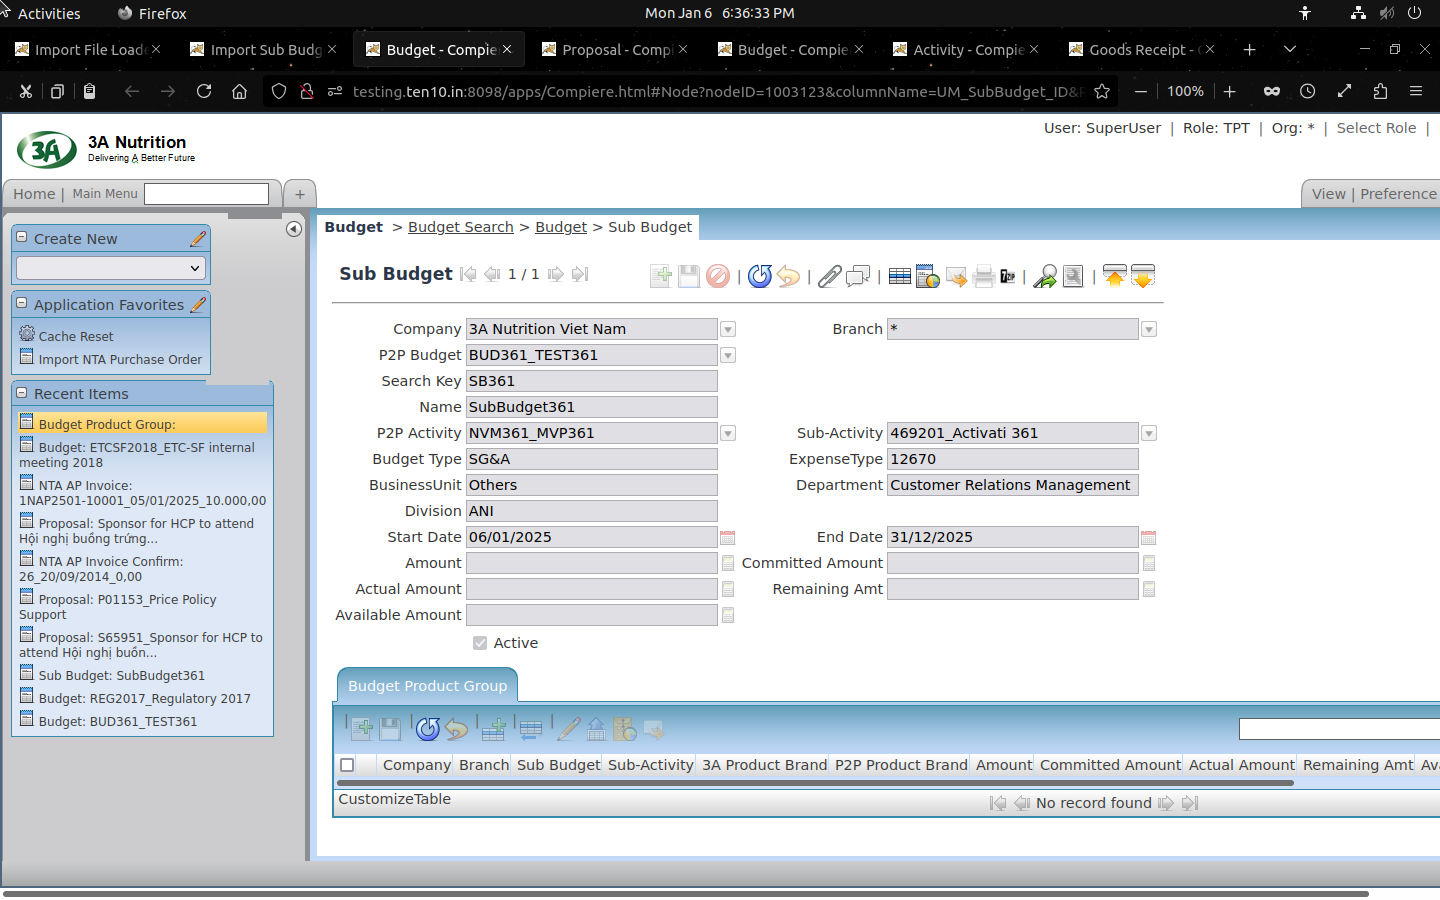 Activities
Firefox
Mon Jan 6 6:36:33 PM
Import File Load
Import Sub Budg
Budget - Compie
Proposal - Compi
Budget - Compie
Activity - Compie
Goods Receipt -
testing.ten10.in:8098/apps/Compiere.html#Node?nodeID=1003123&columnName=UM_SubBudget_ID&
100%
3A
3A Nutrition
Delivering A Better Future
User: SuperUser | Role: TPT | Org: * | Select Role |
Home | Main Menu
+
View | Preference
Create New
Application Favorites
Cache Reset
Import NTA Purchase Order
Recent Items
Budget Product Group:
Budget: ETCSF2018_ETC-SF internal
meeting 2018
NTA AP Invoice:
1NAP2501-10001_05/01/2025_10.000,00
Proposal: Sponsor for HCP to attend
Hội nghị buồng trứng...
NTA AP Invoice Confirm:
26_20/09/2014_0,00
Proposal: P01153_Price Policy
Support
Proposal: S65951_Sponsor for HCP to
attend Hội nghị buồn...
Sub Budget: SubBudget361
Budget: REG2017_Regulatory 2017
Budget: BUD361_TEST361
Budget > Budget Search > Budget > Sub Budget
Sub Budget 1 / 1
7ZIP
Company 3A Nutrition Viet Nam
Branch *
P2P Budget BUD361_TEST361
Search Key SB361
Name SubBudget361
P2P Activity NVM361_MVP361
Sub-Activity 469201_Activati 361
Budget Type SG&A
ExpenseType 12670
BusinessUnit Others
Department Customer Relations Management
Division ANI
Start Date 06/01/2025
End Date 31/12/2025
Amount
Committed Amount
Actual Amount
Remaining Amt
Available Amount
Active
Budget Product Group
Company Branch Sub Budget Sub-Activity 3A Product Brand P2P Product Brand Amount Committed Amount Actual Amount Remaining Amt Ava
CustomizeTable
No record found